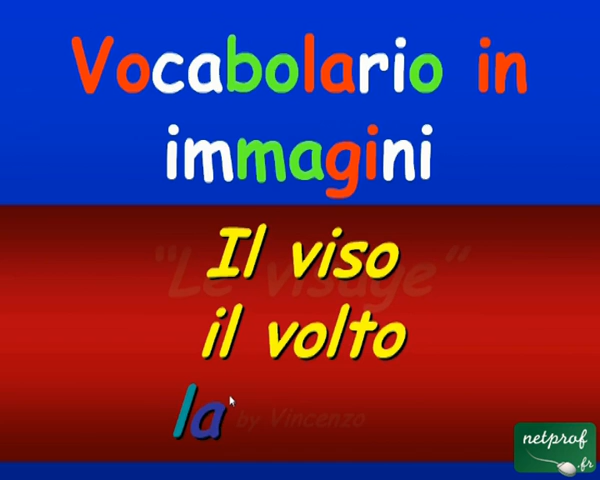 Vocabolario in
immagini
Il viso
"Le visage"
il volto
la
by Vincenzo
netprof
.fr